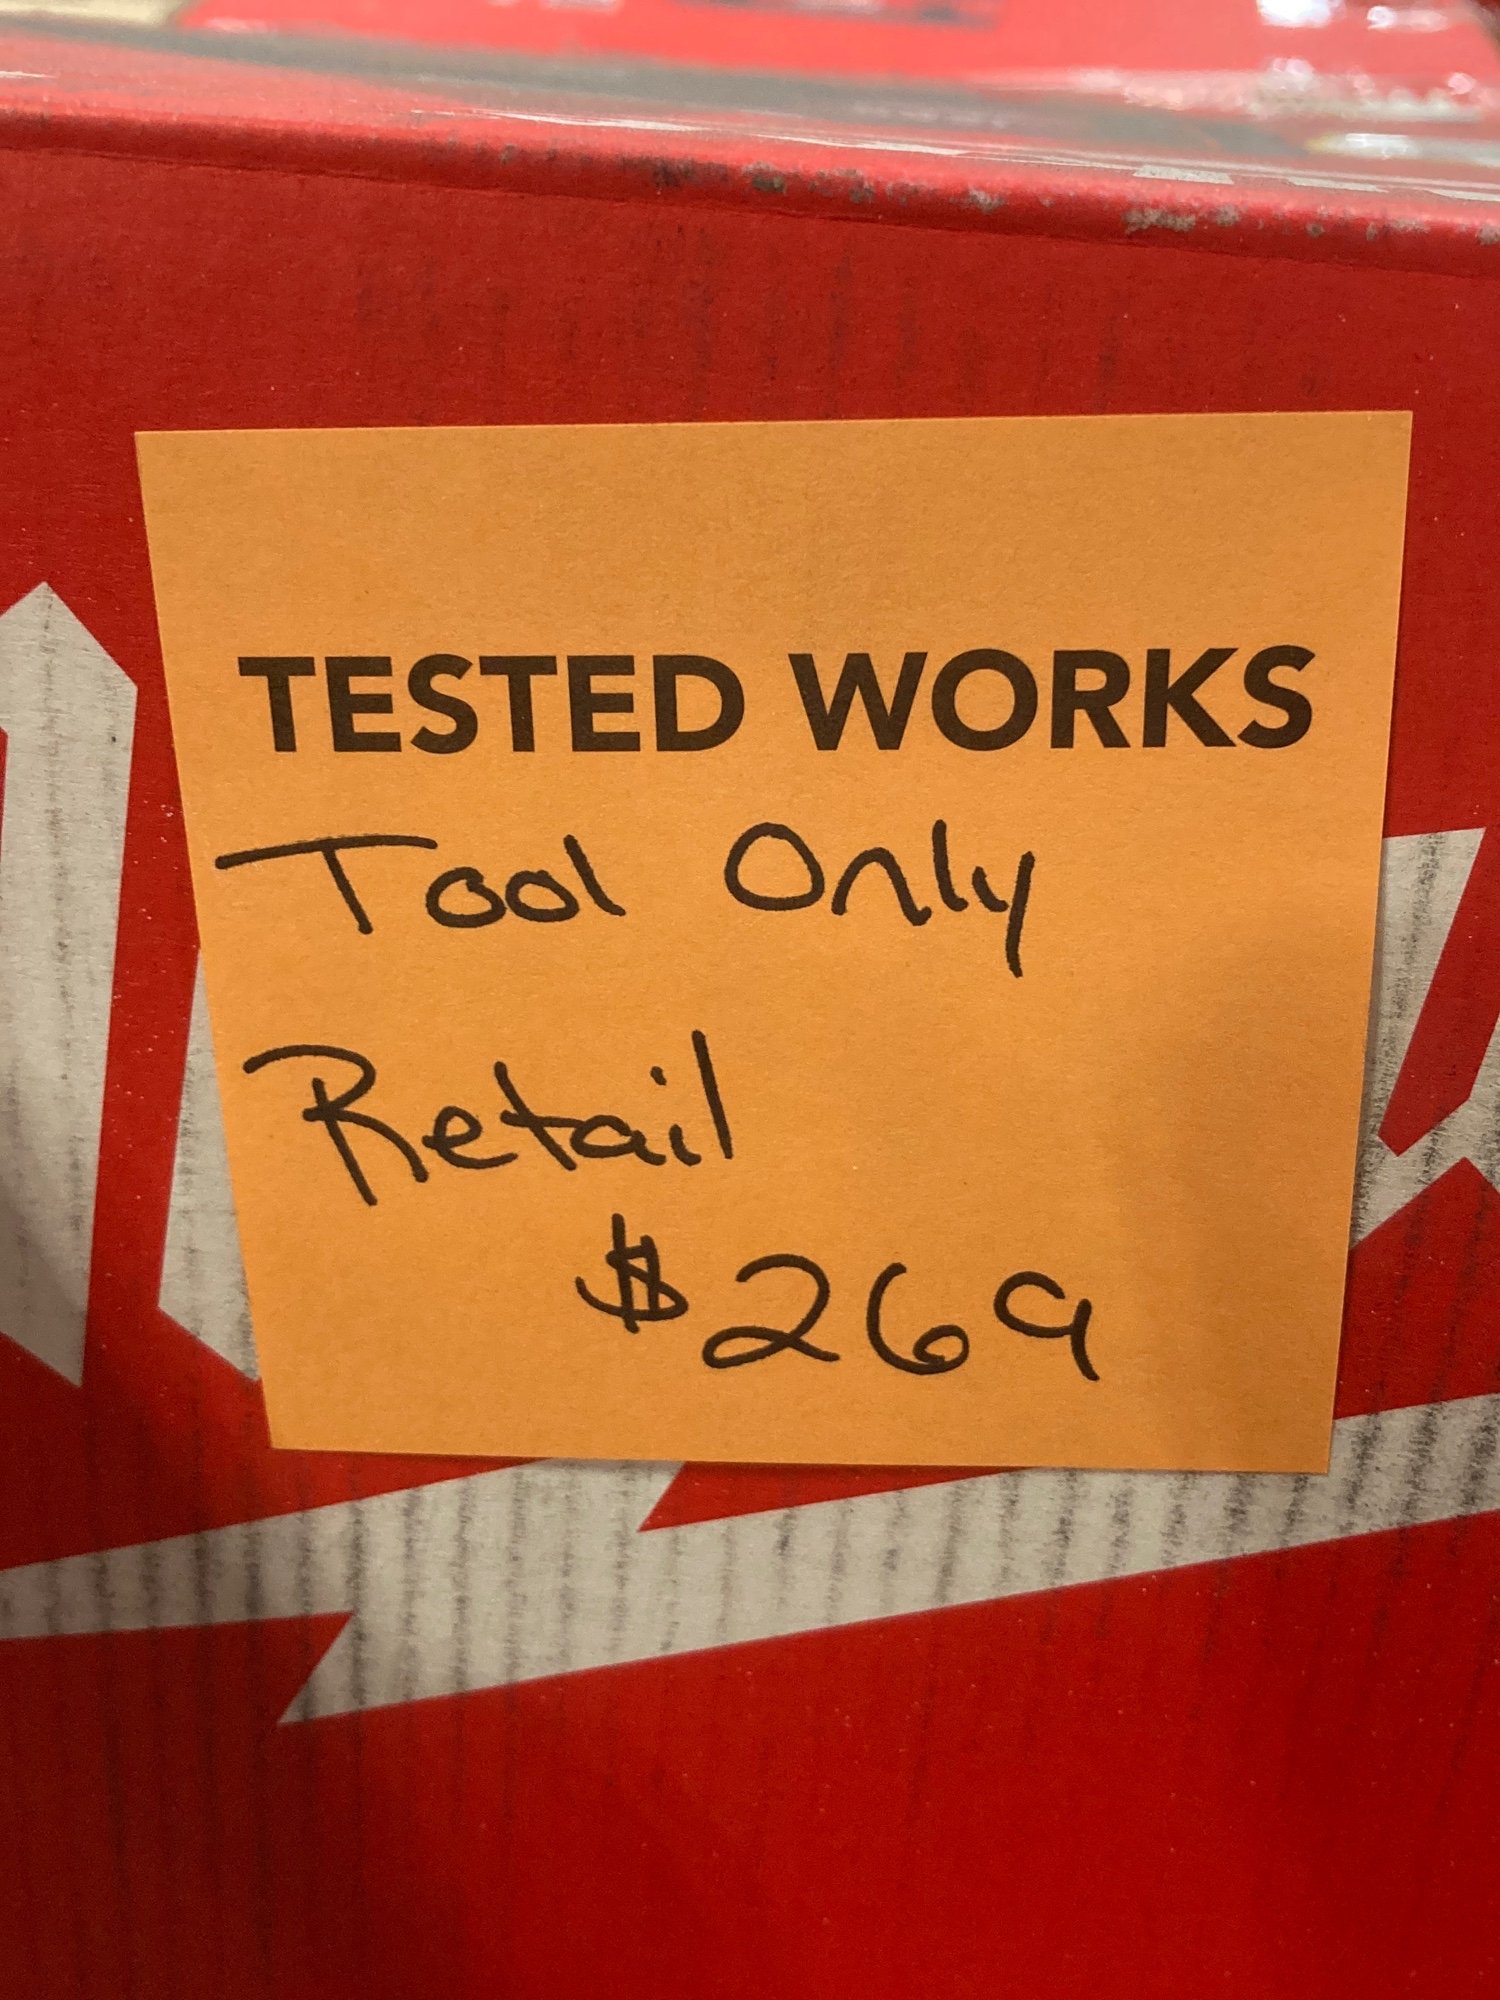 TESTED WORKS
Tool Only
Retail
$269